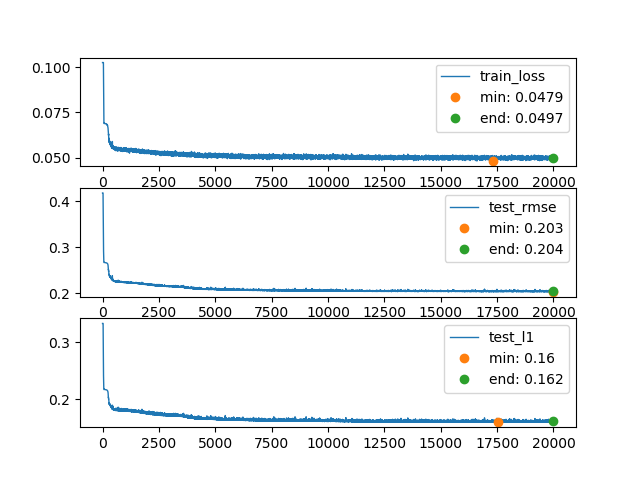 0.100
0.075
0.050
train_loss
min: 0.0479
end: 0.0497
0 2500 5000 7500 10000 12500 15000 17500 20000
0.4
0.3
0.2
test_rmse
min: 0.203
end: 0.204
0 2500 5000 7500 10000 12500 15000 17500 20000
0.3
0.2
test_l1
min: 0.16
end: 0.162
0 2500 5000 7500 10000 12500 15000 17500 20000